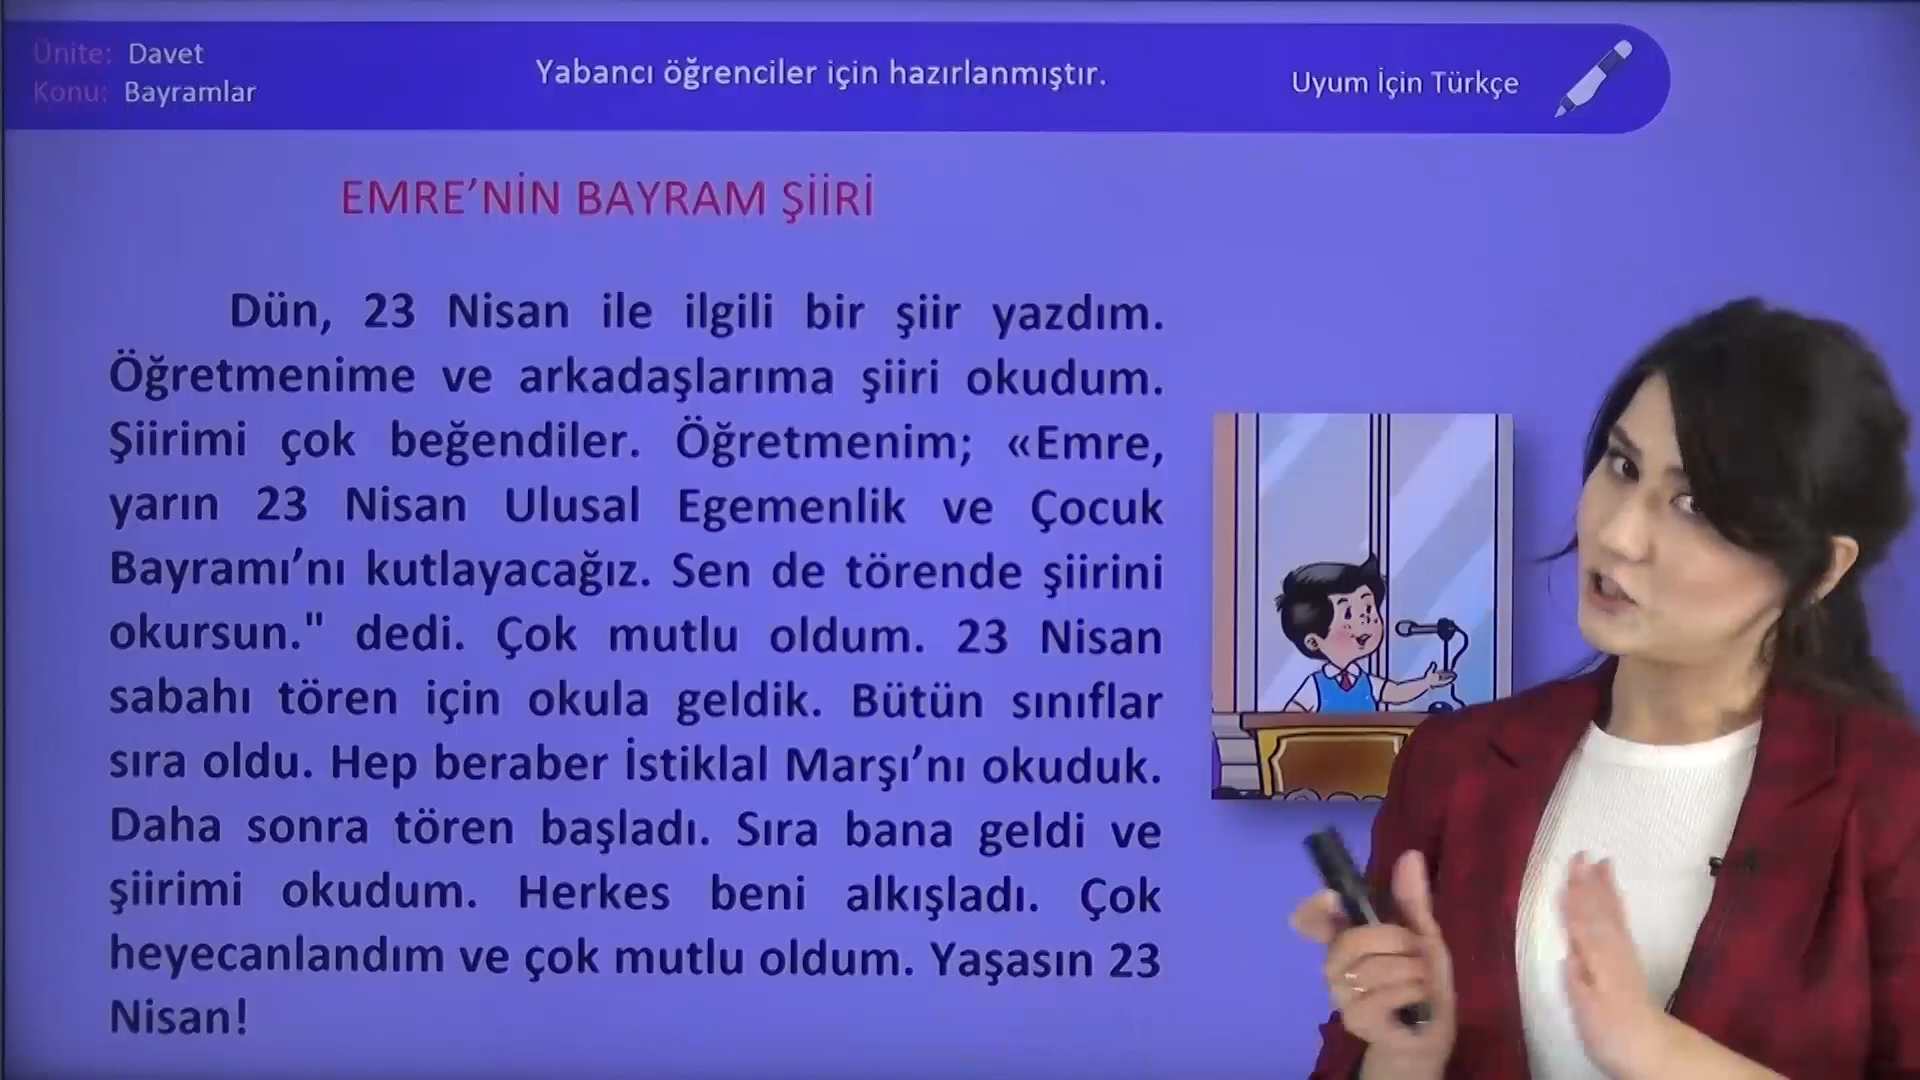 Ünite: Davet
Konu: Bayramlar
Yabancı öğrenciler için hazırlanmıştır.
Uyum İçin Türkçe
EMRE’NİN BAYRAM ŞİİRİ
Dün, 23 Nisan ile ilgili bir şiir yazdım.
Öğretmenime ve arkadaşlarıma şiiri okudum.
Şiirimi çok beğendiler. Öğretmenim; «Emre,
yarın 23 Nisan Ulusal Egemenlik ve Çocuk
Bayramı’nı kutlayacağız. Sen de törende şiirini
okursun." dedi. Çok mutlu oldum. 23 Nisan
sabahı tören için okula geldik. Bütün sınıflar
sıra oldu. Hep beraber İstiklal Marşı’nı okuduk.
Daha sonra tören başladı. Sıra bana geldi ve
şiirimi okudum. Herkes beni alkışladı. Çok
heyecanlandım ve çok mutlu oldum. Yaşasın 23
Nisan!